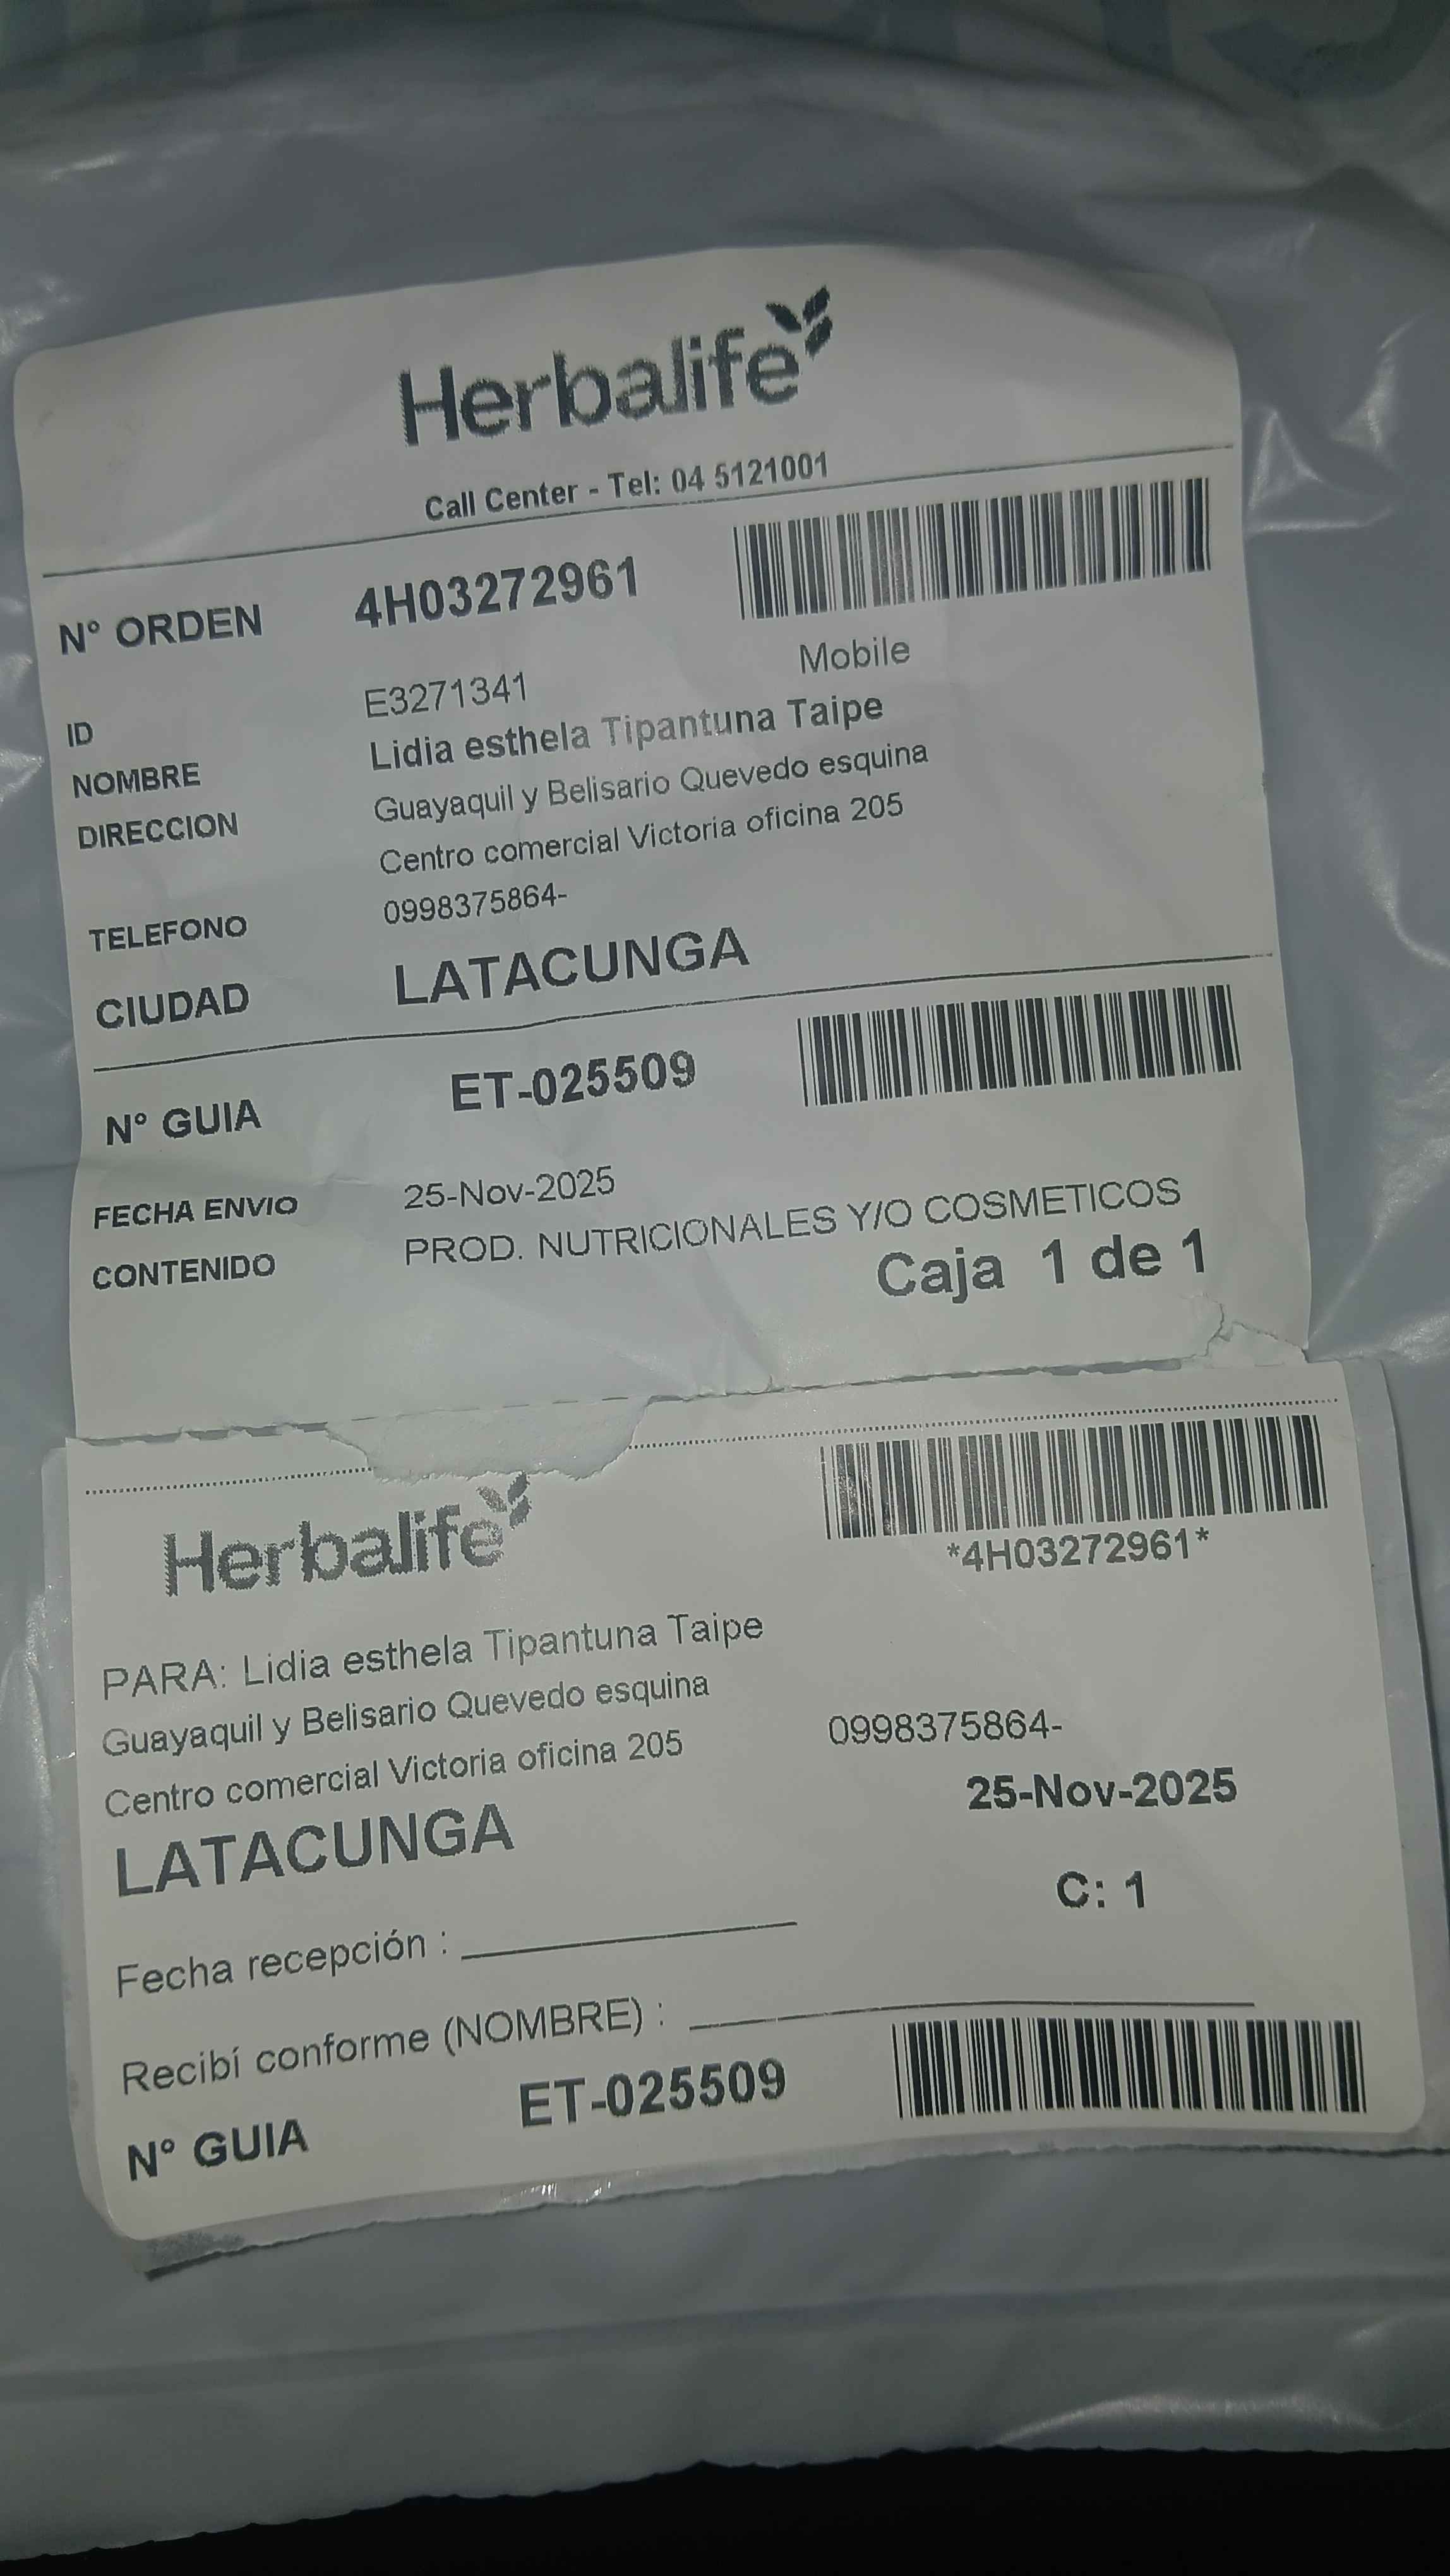 Herbalife
Call Center - Tel: 04 5121001
N° ORDEN 4H03272961
Mobile
ID E3271341
NOMBRE Lidia esthela Tipantuna Taipe
DIRECCION Guayaquil y Belisario Quevedo esquina
Centro comercial Victoria oficina 205
TELEFONO 0998375864-
CIUDAD LATACUNGA
N° GUIA ET-025509
FECHA ENVIO 25-Nov-2025
CONTENIDO PROD. NUTRICIONALES Y/O COSMETICOS
Caja 1 de 1
Herbalife
*4H03272961*
PARA: Lidia esthela Tipantuna Taipe
Guayaquil y Belisario Quevedo esquina
Centro comercial Victoria oficina 205
0998375864-
LATACUNGA
25-Nov-2025
C: 1
Fecha recepción :
Recibí conforme (NOMBRE) :
N° GUIA ET-025509